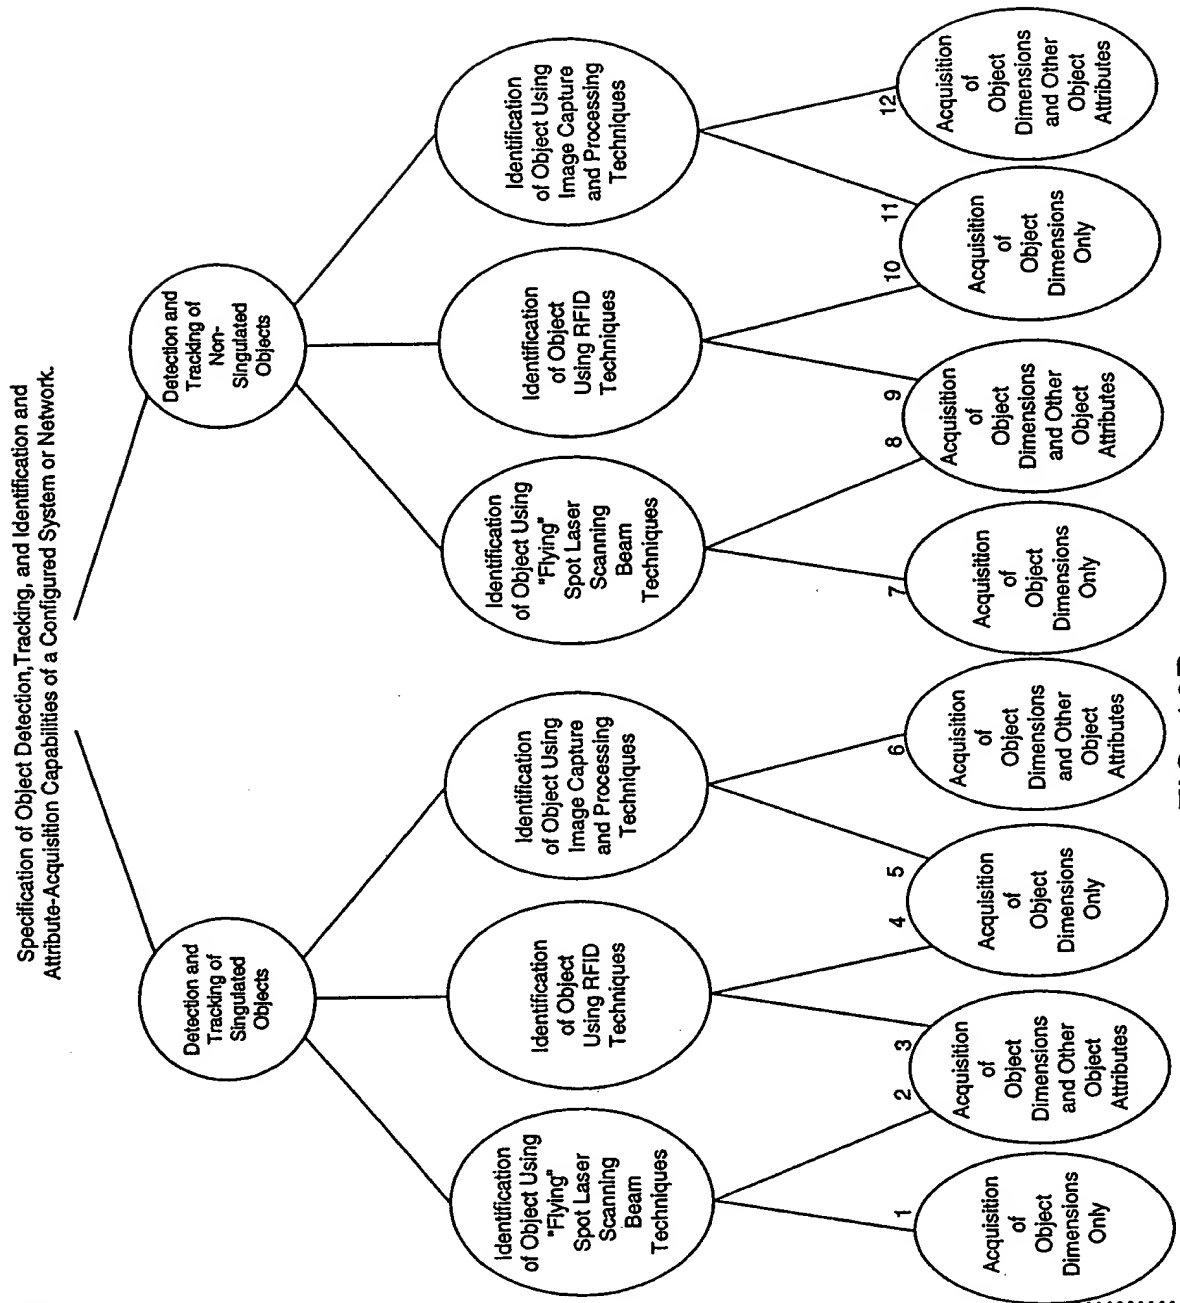 Specification of Object Detection,Tracking, and Identification and
Attribute-Acquisition Capabilities of a Configured System or Network.
Detection and
Tracking of
Singulated
Objects
Detection and
Tracking of
Non-
Singulated
Objects
Identification
of Object Using
"Flying"
Spot Laser
Scanning
Beam
Techniques
Identification
of Object
Using RFID
Techniques
Identification
of Object Using
Image Capture
and Processing
Techniques
Identification
of Object Using
"Flying"
Spot Laser
Scanning
Beam
Techniques
Identification
of Object
Using RFID
Techniques
Identification
of Object Using
Image Capture
and Processing
Techniques
1
2
3
4
5
6
7
8
9
10
11
12
Acquisition
of
Object
Dimensions
Only
Acquisition
of
Object
Dimensions
and Other
Object
Attributes
Acquisition
of
Object
Dimensions
Only
Acquisition
of
Object
Dimensions
and Other
Object
Attributes
Acquisition
of
Object
Dimensions
Only
Acquisition
of
Object
Dimensions
and Other
Object
Attributes
Acquisition
of
Object
Dimensions
Only
Acquisition
of
Object
Dimensions
and Other
Object
Attributes